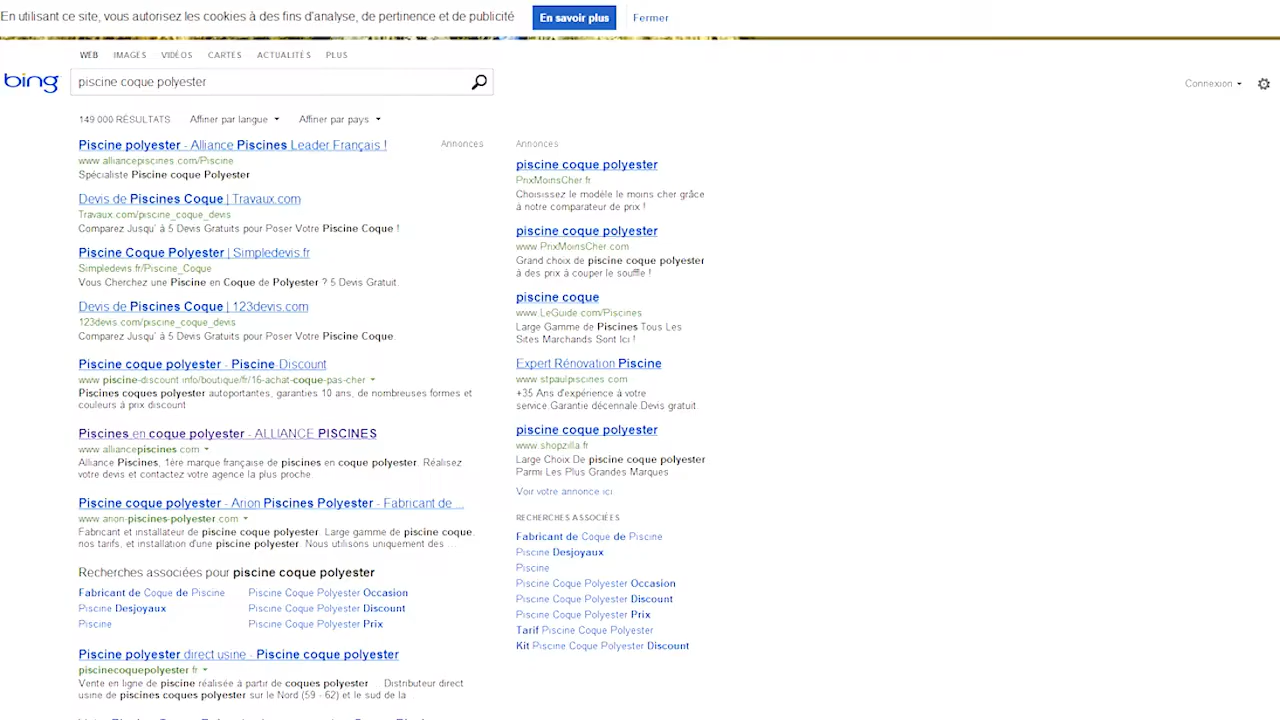 En utilisant ce site, vous autorisez les cookies à des fins d'analyse, de pertinence et de publicité
En savoir plus
Fermer
WEB IMAGES VIDÉOS CARTES ACTUALITÉS PLUS
bing
piscine coque polyester
Connexion
149 000 RÉSULTATS Affiner par langue Affiner par pays
Piscine polyester - Alliance Piscines Leader Français !
Annonces
www.alliancepiscines.com/Piscine
Spécialiste Piscine coque Polyester
Devis de Piscines Coque | Travaux.com
Travaux.com/piscine_coque_devis
Comparez Jusqu' à 5 Devis Gratuits pour Poser Votre Piscine Coque !
Piscine Coque Polyester | Simpledevis.fr
Simpledevis.fr/Piscine_Coque
Vous Cherchez une Piscine en Coque de Polyester ? 5 Devis Gratuit.
Devis de Piscines Coque | 123devis.com
123devis.com/piscine_coque_devis
Comparez Jusqu' à 5 Devis Gratuits pour Poser Votre Piscine Coque.
Piscine coque polyester - Piscine-Discount
www.piscine-discount.info/boutique/fr/15-achat-coque-pas-cher
Piscines coques polyester autoportantes, garanties 10 ans, de nombreuses formes et
couleurs à prix discount
Piscines en coque polyester - ALLIANCE PISCINES
www.alliancepiscines.com
Alliance Piscines, 1ère marque française de piscines en coque polyester. Réalisez
votre devis et contactez votre agence la plus proche.
Piscine coque polyester - Arion Piscines Polyester - Fabricant de ...
www.arion-piscines-polyester.com
Fabricant et installateur de piscine coque polyester. Large gamme de piscine coque.
nos tarifs, et installation d'une piscine polyester. Nous utilisons uniquement des ...
Recherches associées pour piscine coque polyester
Fabricant de Coque de Piscine
Piscine Desjoyaux
Piscine
Piscine Coque Polyester Occasion
Piscine Coque Polyester Discount
Piscine Coque Polyester Prix
Piscine polyester direct usine - Piscine coque polyester
piscinecoquepolyester.fr
Vente en ligne de piscine réalisée à partir de coques polyester ... Distributeur direct
usine de piscines coques polyester sur le Nord (59 - 62) et le sud de la
Annonces
piscine coque polyester
PrixMoinsCher.fr
Choisissez le modèle le moins cher grâce
à notre comparateur de prix !
piscine coque polyester
www.PrixMoinsCher.com
Grand choix de piscine coque polyester
à des prix à couper le souffle !
piscine coque
www.LeGuide.com/Piscines
Large Gamme de Piscines Tous Les
Sites Marchands Sont Ici !
Expert Rénovation Piscine
www.stpaulpiscines.com
+35 Ans d'expérience à votre
service.Garantie décennale.Devis gratuit.
piscine coque polyester
www.shopzilla.fr
Large Choix De piscine coque polyester
Parmi Les Plus Grandes Marques
Voir votre annonce ici
RECHERCHES ASSOCIÉES
Fabricant de Coque de Piscine
Piscine Desjoyaux
Piscine
Piscine Coque Polyester Occasion
Piscine Coque Polyester Discount
Piscine Coque Polyester Prix
Tarif Piscine Coque Polyester
Kit Piscine Coque Polyester Discount